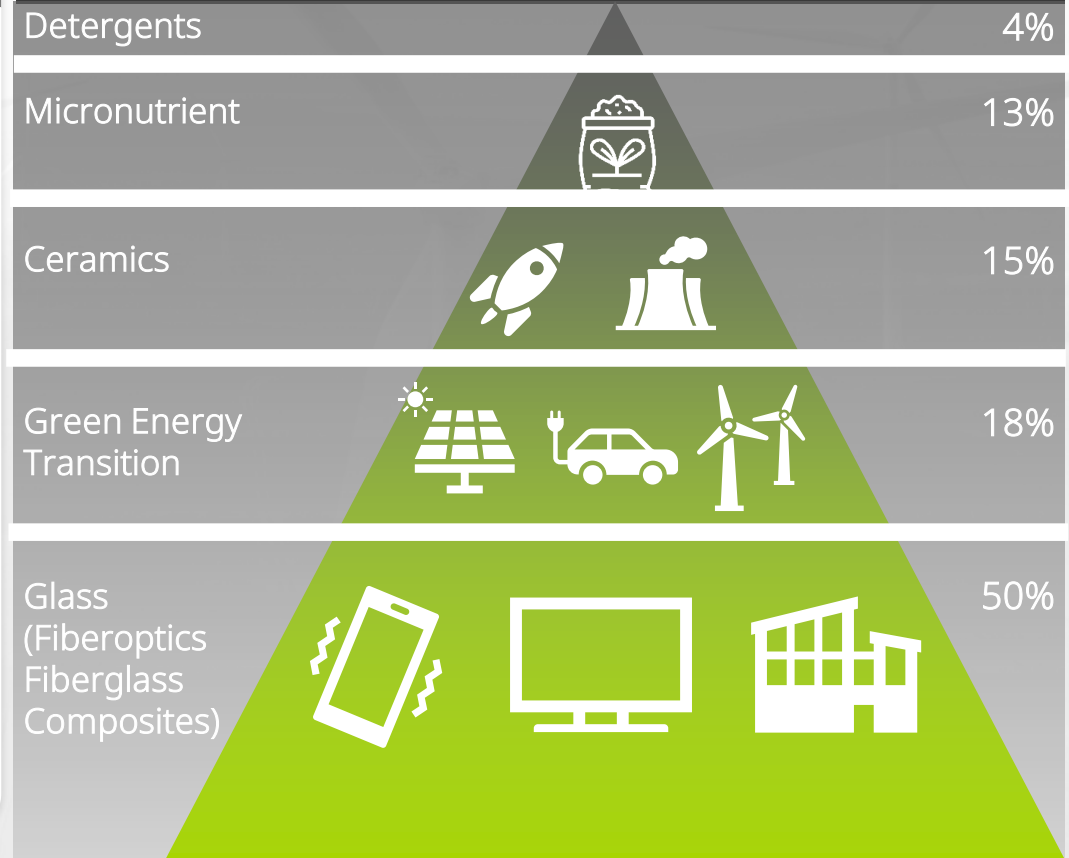 Detergents 4%
Micronutrient 13%
Ceramics 15%
Green Energy 18%
Transition
Glass 50%
(Fiberoptics
Fiberglass
Composites)